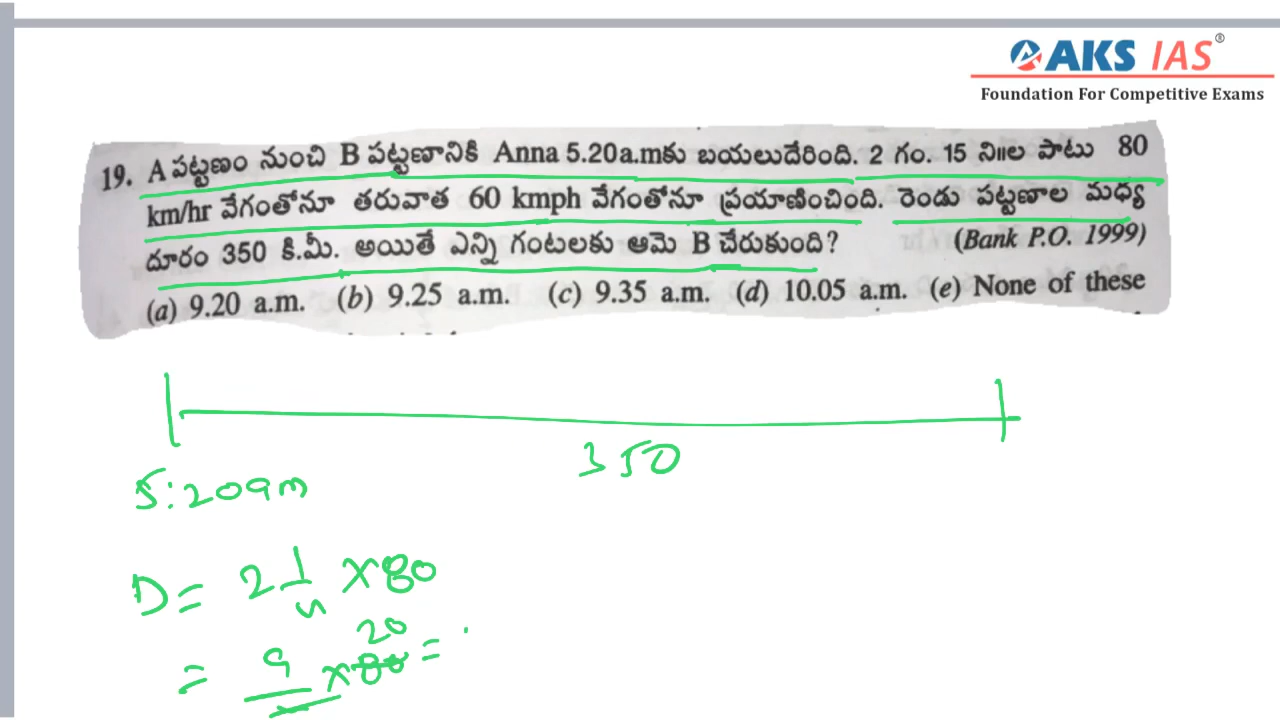 AKS IAS®
Foundation For Competitive Exams
19. A పట్టణం నుంచి B పట్టణానికి Anna 5.20a.mకు బయలుదేరింది. 2 గం. 15 ని॥ల పాటు 80
km/hr వేగంతోనూ తరువాత 60 kmph వేగంతోనూ ప్రయాణించింది. రెండు పట్టణాల మధ్య
దూరం 350 కి.మీ. అయితే ఎన్ని గంటలకు ఆమె B చేరుకుంది? (Bank P.O. 1999)
(a) 9.20 a.m. (b) 9.25 a.m. (c) 9.35 a.m. (d) 10.05 a.m. (e) None of these
350
5:20am
D = 2 1/4 x 80
= 9 x 80 20 =